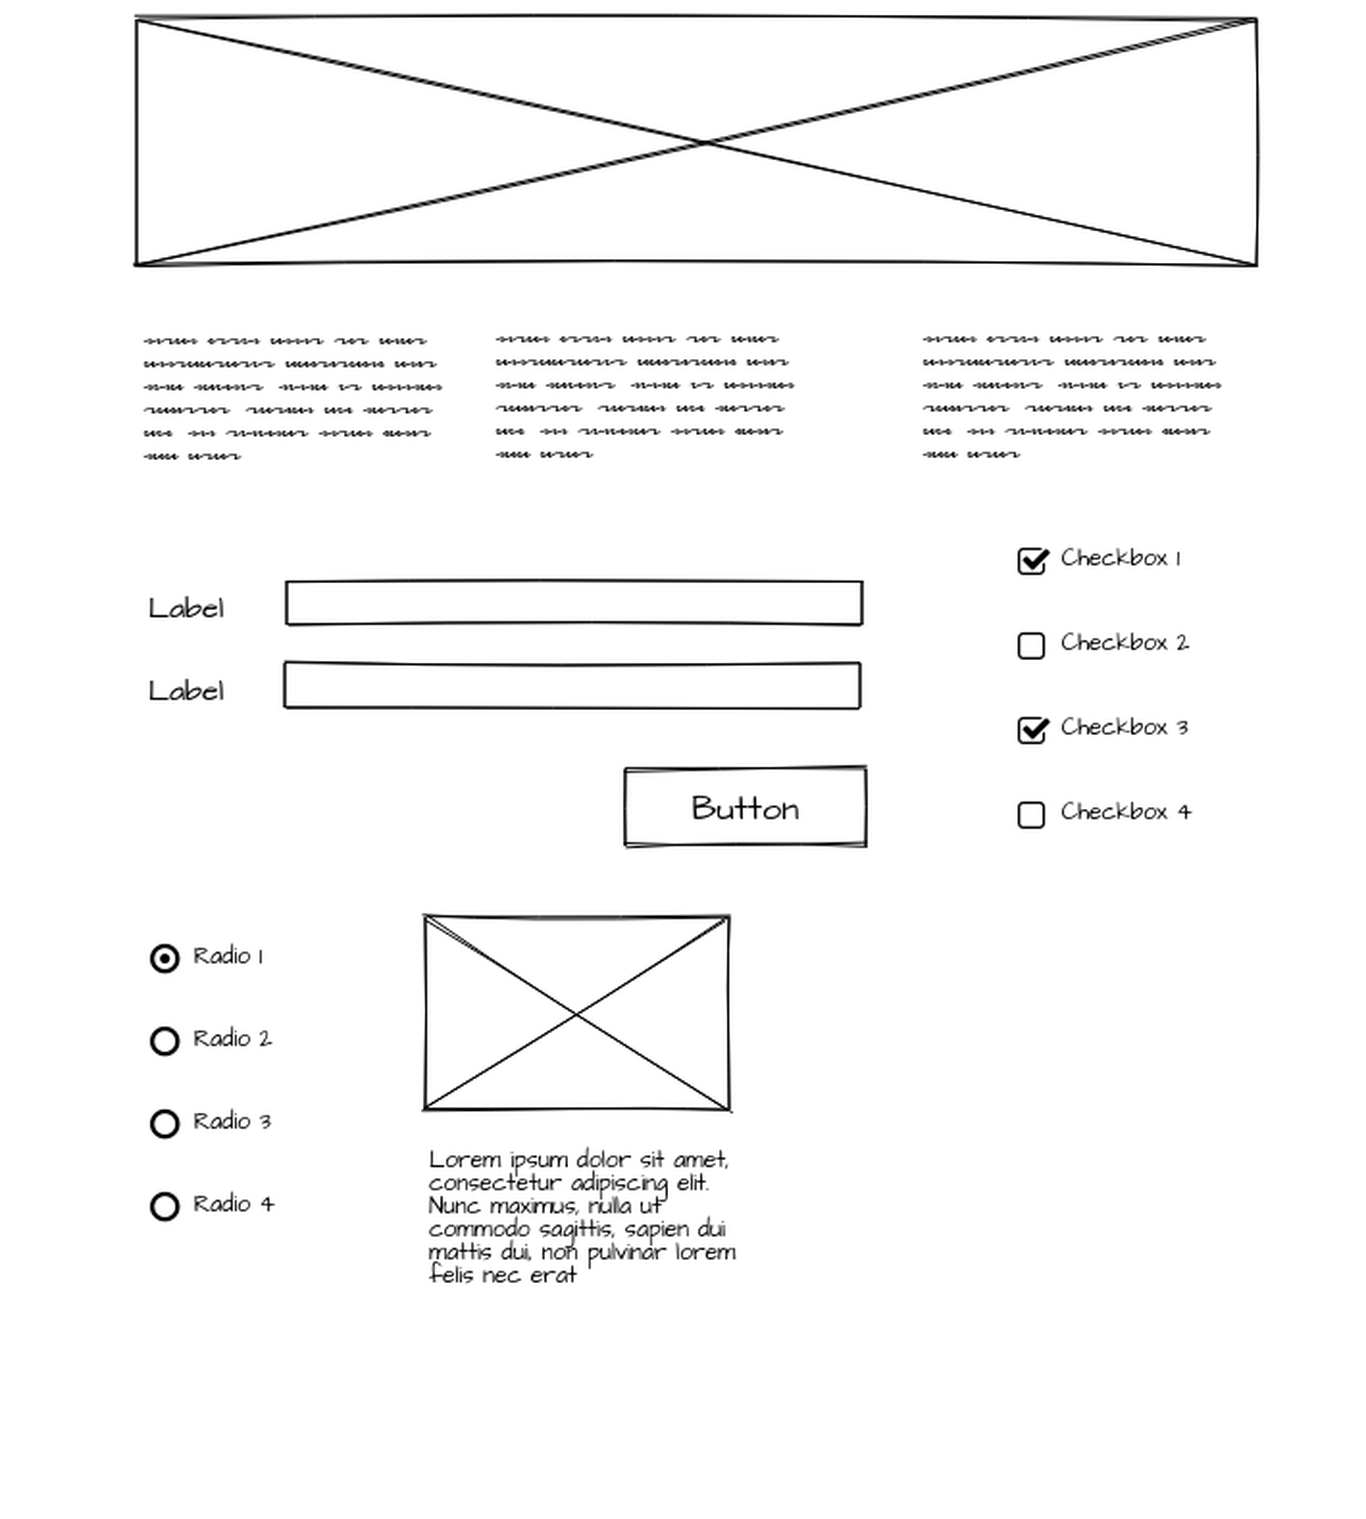 Label
Label
Button
Checkbox 1
Checkbox 2
Checkbox 3
Checkbox 4
Radio 1
Radio 2
Radio 3
Radio 4
Lorem ipsum dolor sit amet,
consectetur adipiscing elit.
Nunc maximus, nulla ut
commodo sagittis, sapien dui
mattis dui, non pulvinar lorem
felis nec erat